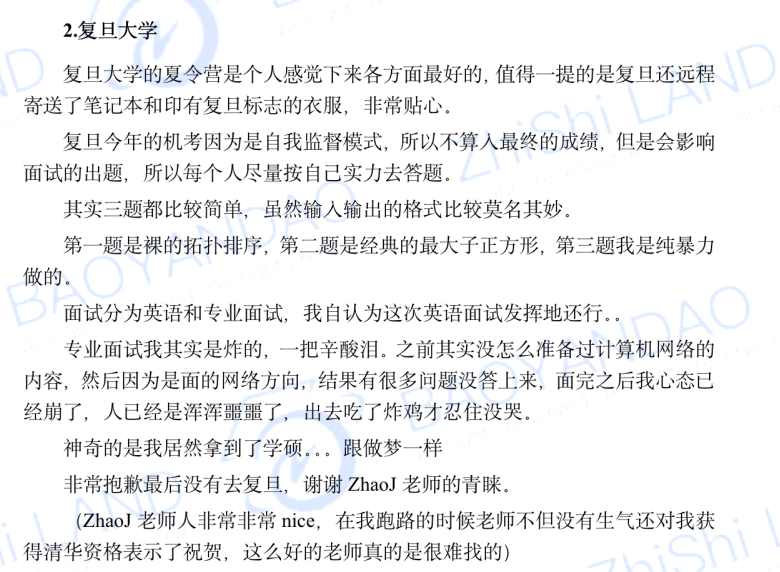 2.复旦大学
复旦大学的夏令营是个人感觉下来各方面最好的，值得一提的是复旦还远程
寄送了笔记本和印有复旦标志的衣服，非常贴心。
复旦今年的机考因为是自我监督模式，所以不算入最终的成绩，但是会影响
面试的出题，所以每个人尽量按自己实力去答题。
其实三题都比较简单，虽然输入输出的格式比较莫名其妙。
第一题是裸的拓扑排序，第二题是经典的最大子正方形，第三题我是纯暴力
做的。
面试分为英语和专业面试，我自认为这次英语面试发挥地还行。。
专业面试我其实是炸的，一把辛酸泪。之前其实没怎么准备过计算机网络的
内容，然后因为是面的网络方向，结果有很多问题没答上来，面完之后我心态已
经崩了，人已经是浑浑噩噩了，出去吃了炸鸡才忍住没哭。
神奇的是我居然拿到了学硕。。。跟做梦一样
非常抱歉最后没有去复旦，谢谢 ZhaoJ 老师的青睐。
（ZhaoJ 老师人非常非常 nice，在我跑路的时候老师不但没有生气还对我获
得清华资格表示了祝贺，这么好的老师真的是很难找的）
BAOYANDAO
ZhiShi LAND
BAOYANDAO
ZhiShi L